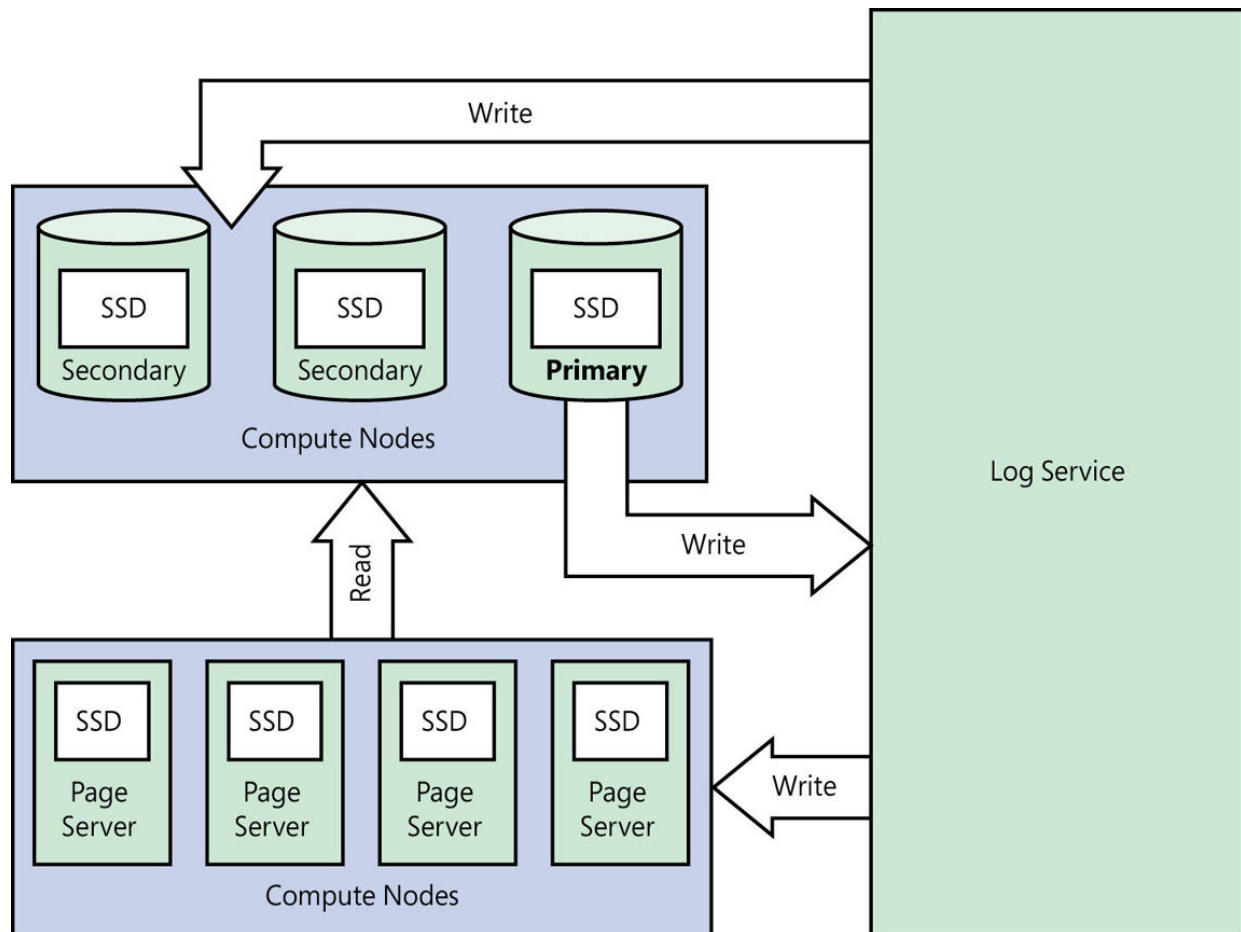 Write
SSD
SSD
SSD
Secondary
Secondary
Primary
Compute Nodes
Log Service
Write
Read
SSD
SSD
SSD
SSD
Page
Server
Page
Server
Page
Server
Page
Server
Write
Compute Nodes